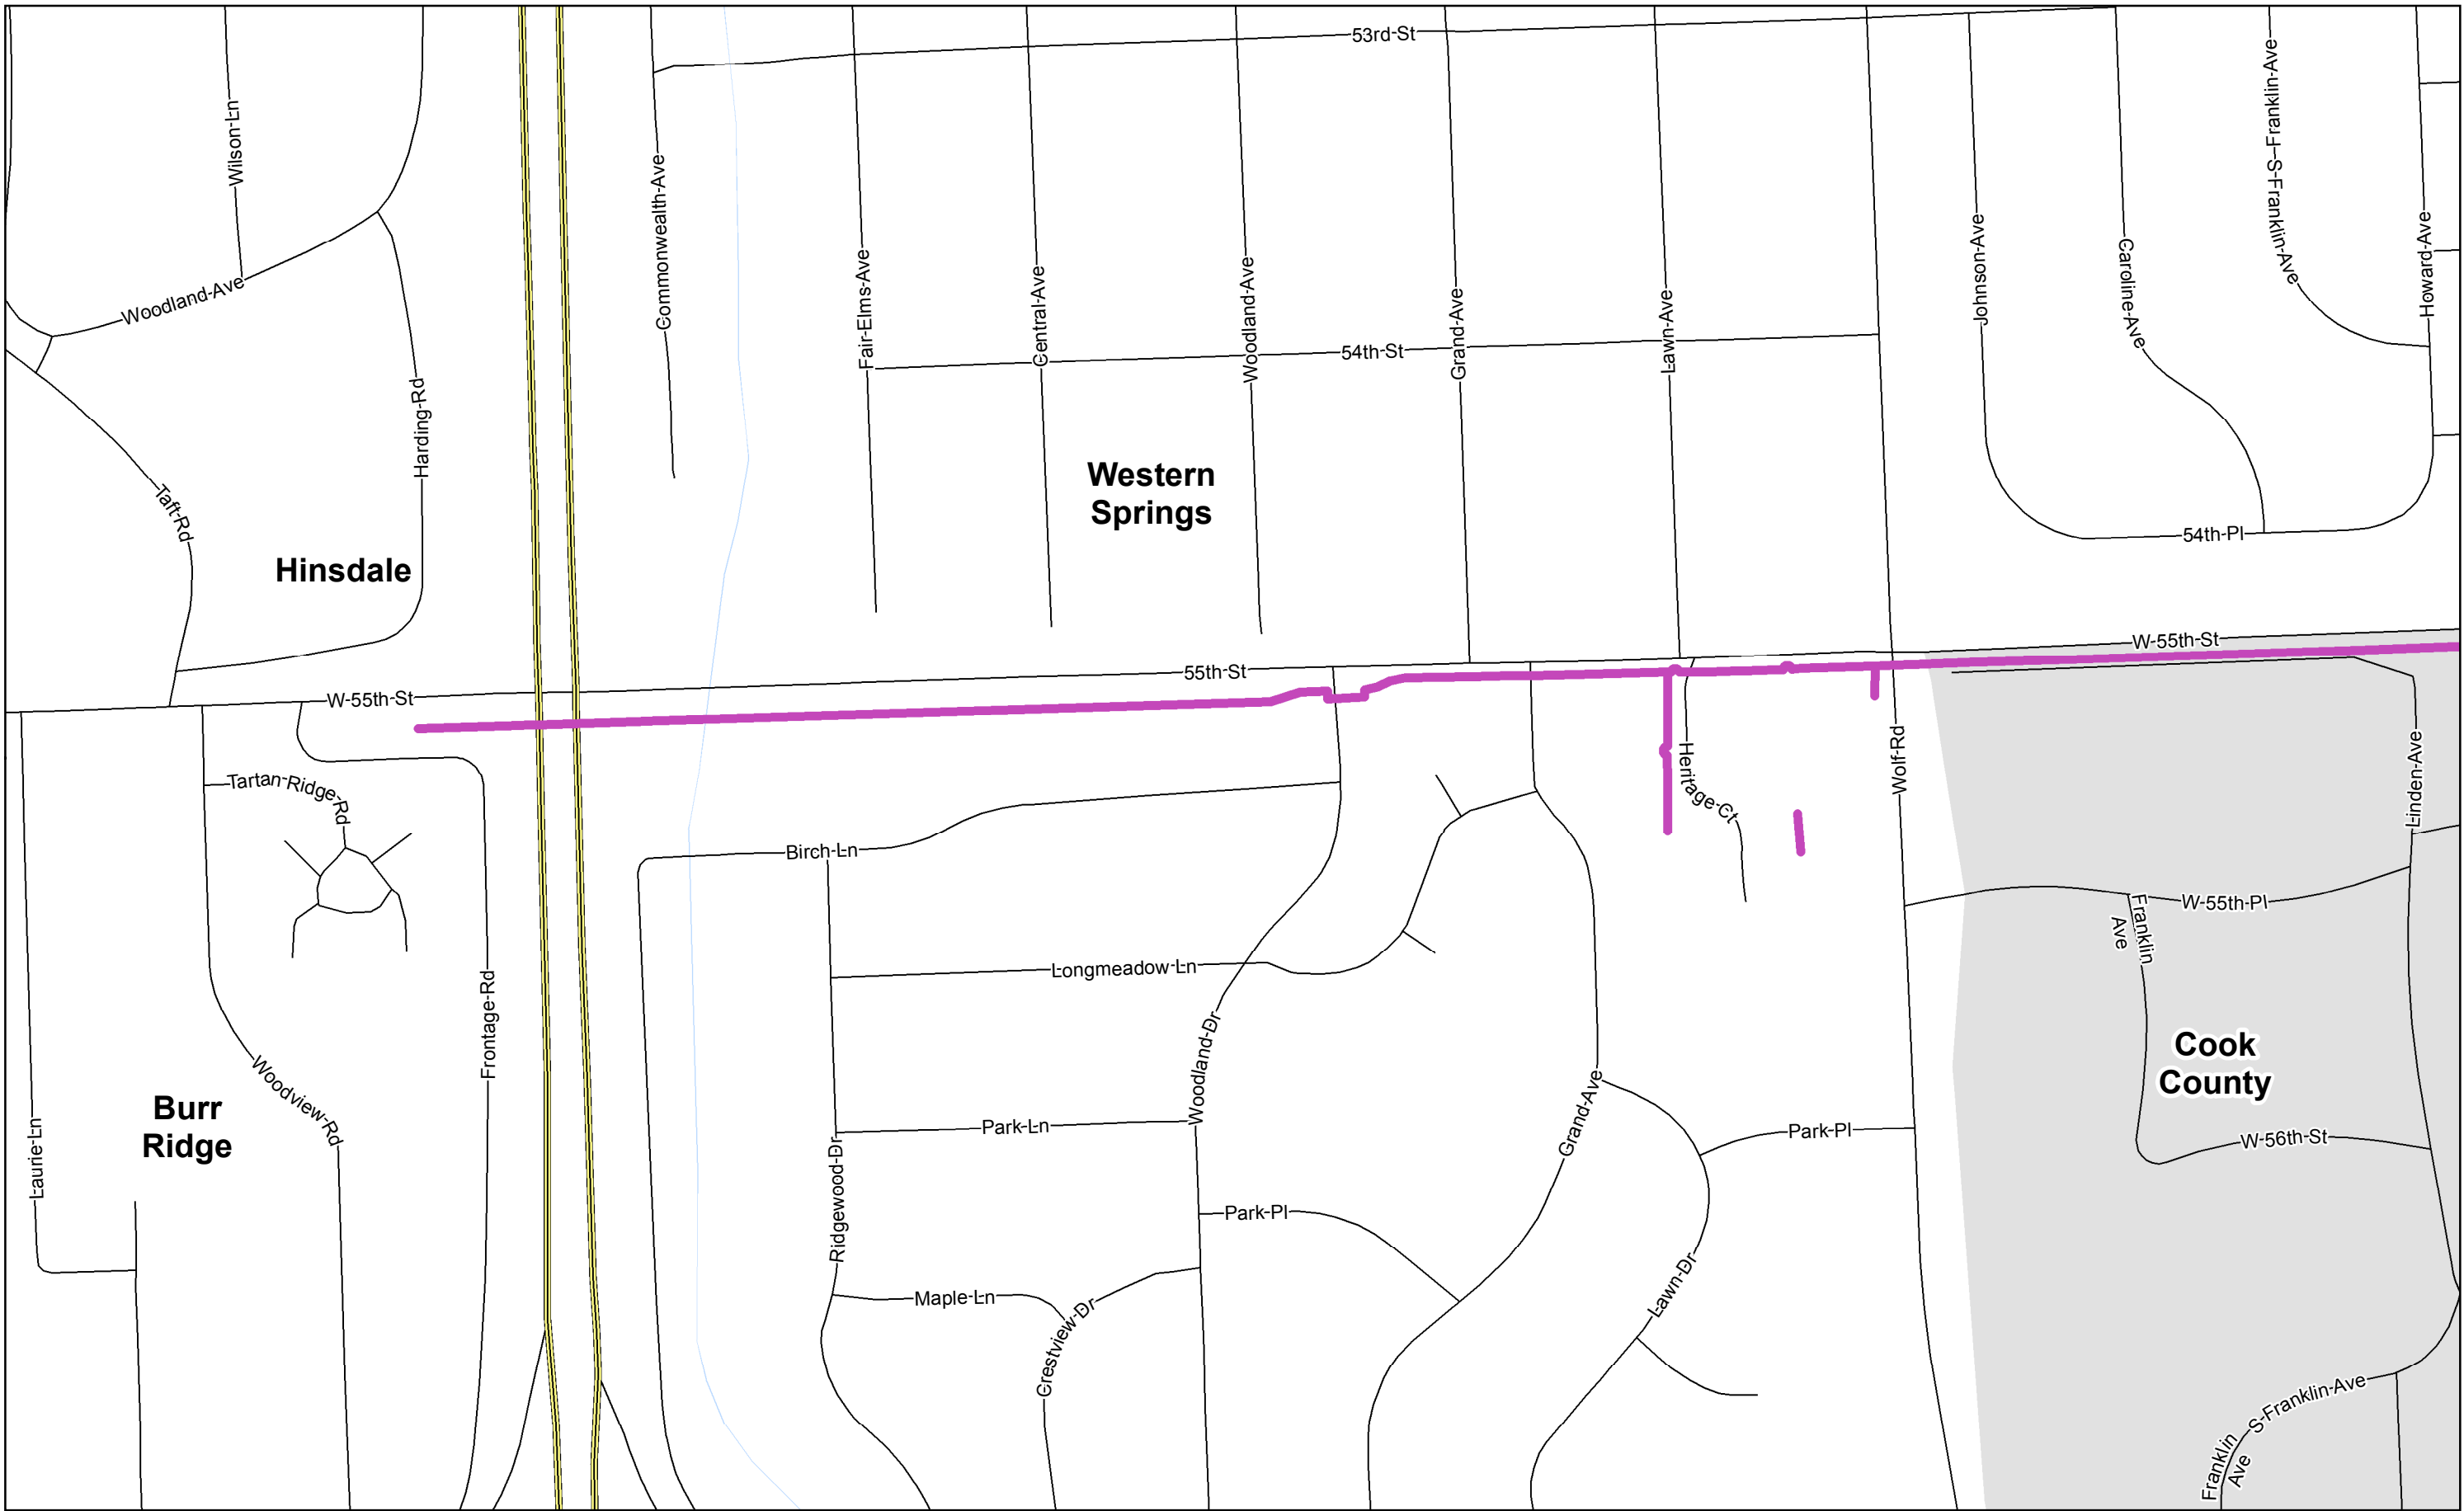 53rd-St
S-Franklin-Ave
Franklin-Ave
Wilson-Ln
Commonwealth-Ave
Johnson-Ave
Caroline-Ave
Howard-Ave
Fair-Elms-Ave
Central-Ave
Woodland-Ave
Grand-Ave
Lawn-Ave
Woodland-Ave
54th-St
Harding-Rd
Western
Springs
Taft-Rd
54th-Pl
Hinsdale
W-55th-St
55th-St
W-55th-St
Heritage-Ct
Wolf-Rd
Linden-Ave
Tartan-Ridge-Rd
Birch-Ln
W-55th-Pl
Franklin
Ave
Longmeadow-Ln
Frontage-Rd
Woodland-Dr
Cook
County
Woodview-Rd
Burr
Ridge
Laurie-Ln
Park-Ln
Grand-Ave
Park-Pl
W-56th-St
Ridgewood-Dr
Park-Pl
Lawn-Dr
Maple-Ln
Crestview-Dr
S-Franklin-Ave
Franklin
Ave